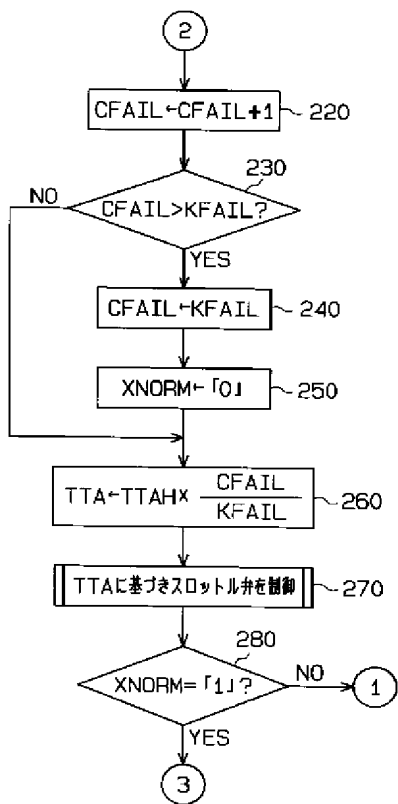 2
CFAIL←CFAIL+1
220
230
NO
CFAIL>KFAIL?
YES
CFAIL←KFAIL
240
XNORM←「0」
250
TTA←TTAH×CFAIL/KFAIL
260
TTAに基づきスロットル弁を制御
270
280
XNORM=「1」?
NO
1
YES
3